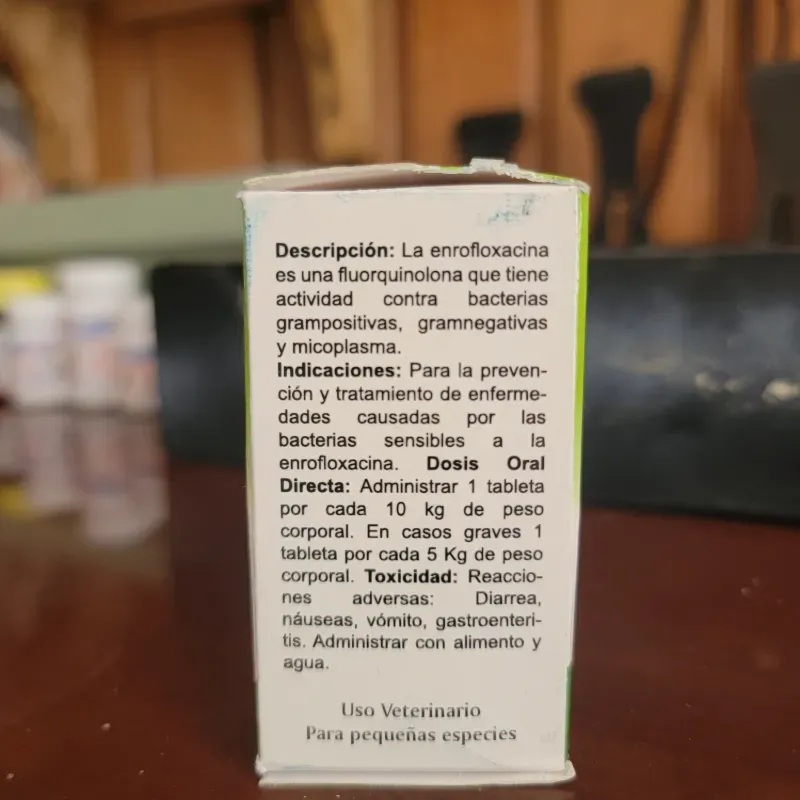 Descripción: La enrofloxacina
es una fluorquinolona que tiene
actividad contra bacterias
grampositivas, gramnegativas
y micoplasma.
Indicaciones: Para la preven-
ción y tratamiento de enferme-
dades causadas por las
bacterias sensibles a la
enrofloxacina. Dosis Oral
Directa: Administrar 1 tableta
por cada 10 kg de peso
corporal. En casos graves 1
tableta por cada 5 Kg de peso
corporal. Toxicidad: Reaccio-
nes adversas: Diarrea,
náuseas, vómito, gastroenteri-
tis. Administrar con alimento y
agua.
Uso Veterinario
Para pequeñas especies